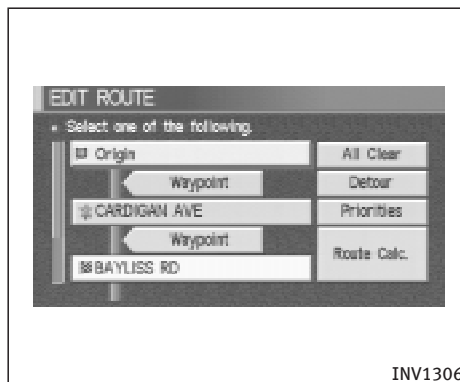 EDIT ROUTE
Select one of the following.
Origin
All Clear
Waypoint
Detour
CARDIGAN AVE
Priorities
Waypoint
Route Calc.
BAYLISS RD
INV1306